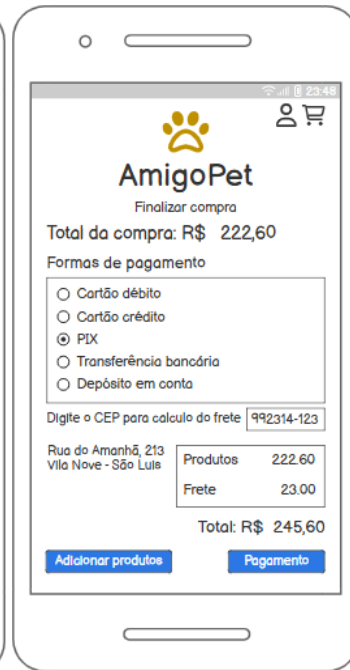 23:48
AmigoPet
Finalizar compra
Total da compra: R$ 222,60
Formas de pagamento
Cartão débito
Cartão crédito
PIX
Transferência bancária
Depósito em conta
Digite o CEP para calculo do frete 992314-123
Rua do Amanhã, 213
Vila Nove - São Luis
Produtos 222.60
Frete 23.00
Total: R$ 245,60
Adicionar produtos Pagamento